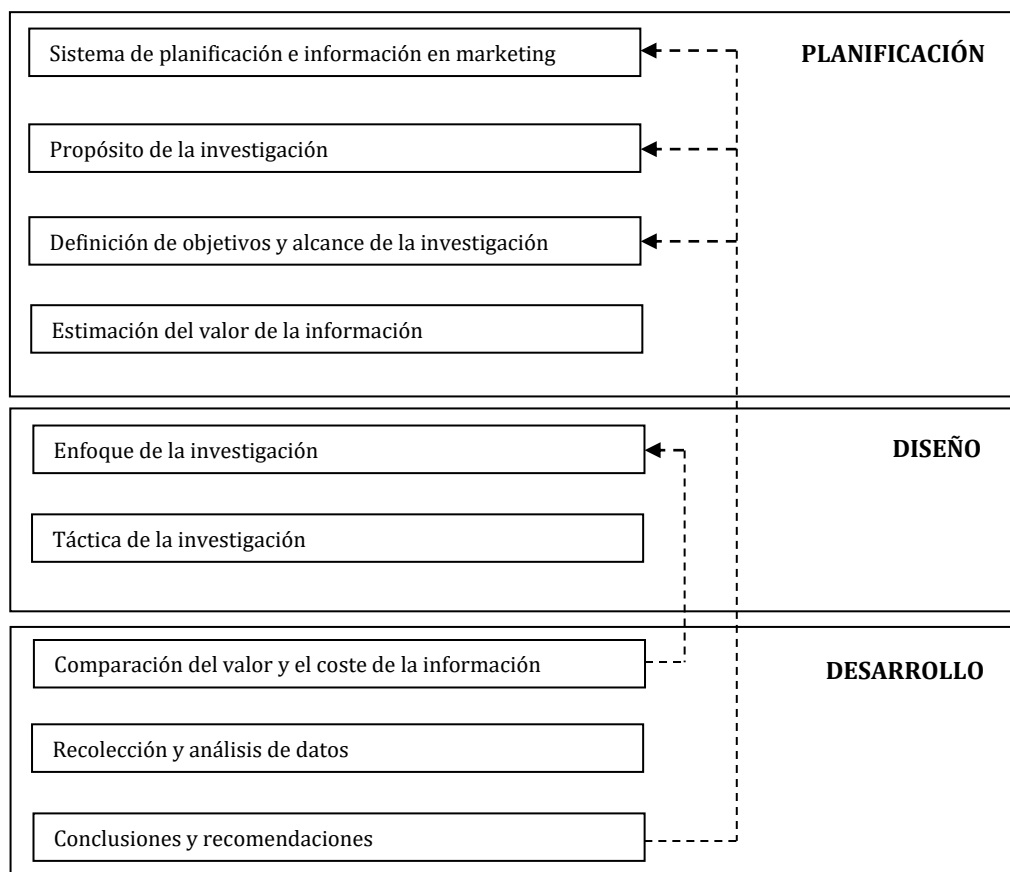 Sistema de planificación e información en marketing
PLANIFICACIÓN
Propósito de la investigación
Definición de objetivos y alcance de la investigación
Estimación del valor de la información
Enfoque de la investigación
DISEÑO
Táctica de la investigación
Comparación del valor y el coste de la información
DESARROLLO
Recolección y análisis de datos
Conclusiones y recomendaciones